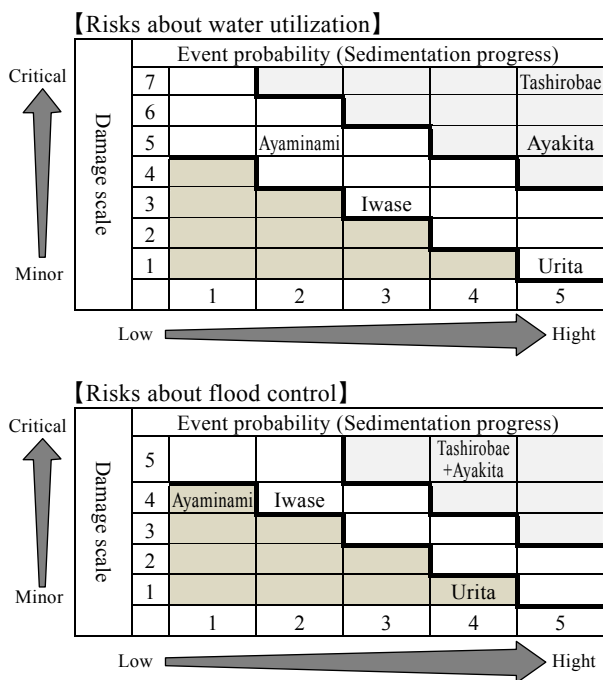 【Risks about water utilization】
Event probability (Sedimentation progress)
Critical
Minor
Damage scale
7 Tashirobae
6
5 Ayaminami Ayakita
4
3 Iwase
2
1 Urita
1 2 3 4 5
Low Hight
【Risks about flood control】
Event probability (Sedimentation progress)
Critical
Minor
Damage scale
5 Tashirobae
+Ayakita
4 Ayaminami Iwase
3
2
1 Urita
1 2 3 4 5
Low Hight